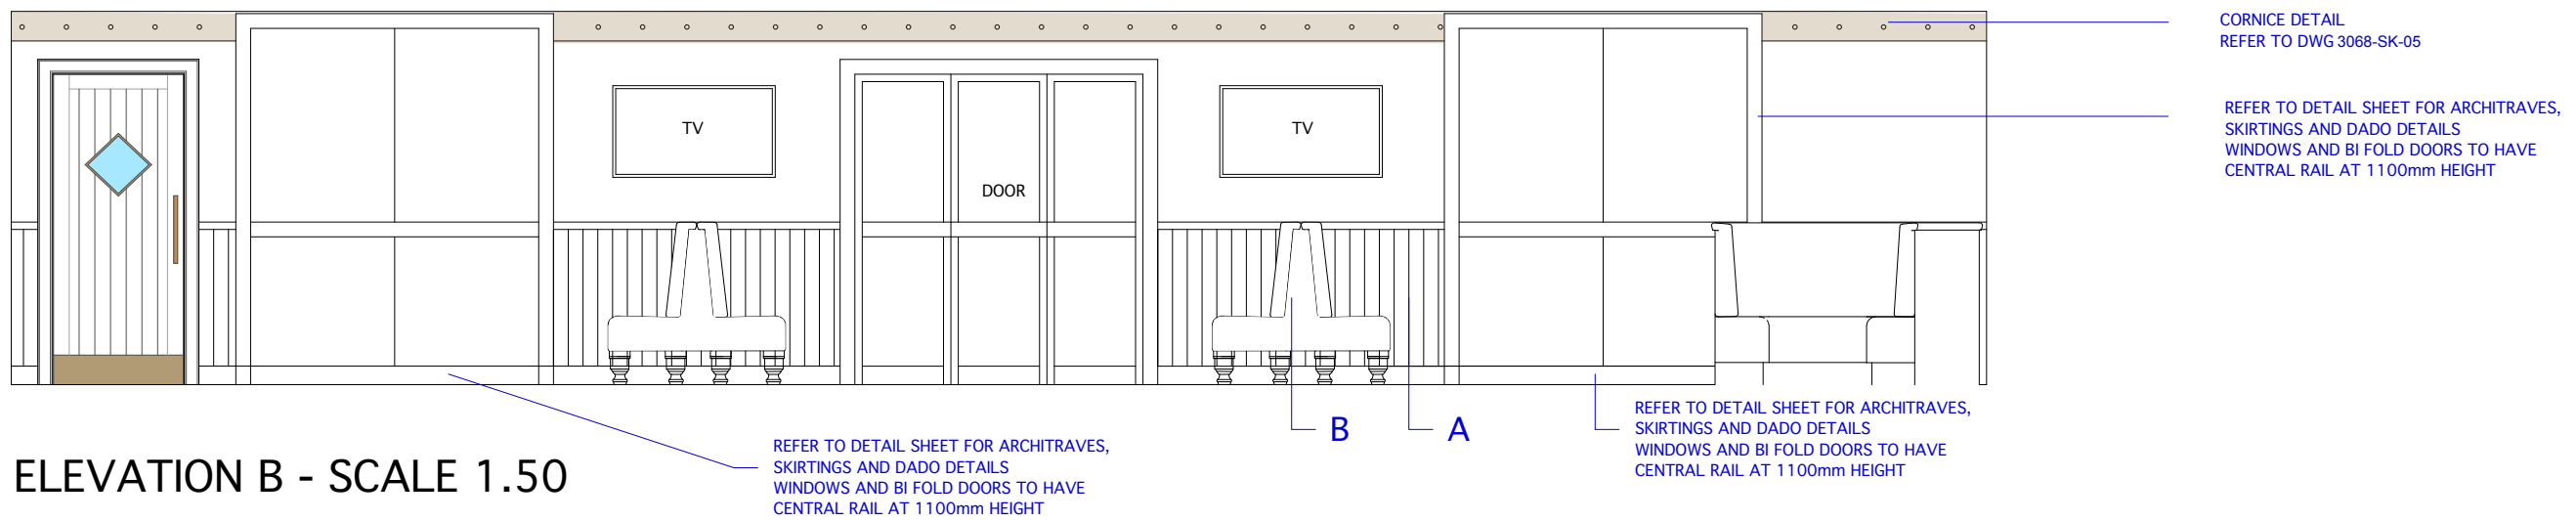 CORNICE DETAIL
REFER TO DWG 3068-SK-05
REFER TO DETAIL SHEET FOR ARCHITRAVES,
SKIRTINGS AND DADO DETAILS
WINDOWS AND BI FOLD DOORS TO HAVE
CENTRAL RAIL AT 1100mm HEIGHT
TV
DOOR
TV
B
A
REFER TO DETAIL SHEET FOR ARCHITRAVES,
SKIRTINGS AND DADO DETAILS
WINDOWS AND BI FOLD DOORS TO HAVE
CENTRAL RAIL AT 1100mm HEIGHT
REFER TO DETAIL SHEET FOR ARCHITRAVES,
SKIRTINGS AND DADO DETAILS
WINDOWS AND BI FOLD DOORS TO HAVE
CENTRAL RAIL AT 1100mm HEIGHT
ELEVATION B - SCALE 1.50